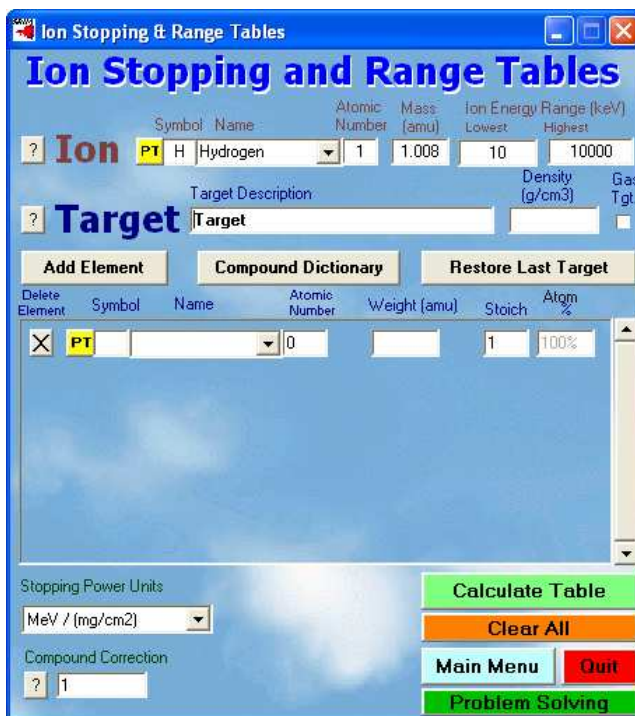 Ion Stopping & Range Tables
Ion Stopping and Range Tables
Symbol Name Atomic Number Mass (amu) Ion Energy Range (keV) Lowest Highest
? Ion PT H Hydrogen 1 1.008 10 10000
Target Description Density (g/cm3) Gas Tgt
? Target Target
Add Element Compound Dictionary Restore Last Target
Delete Element Symbol Name Atomic Number Weight (amu) Stoich Atom %
X PT 0 1 100%
Stopping Power Units
MeV / (mg/cm2)
Compound Correction
? 1
Calculate Table
Clear All
Main Menu Quit
Problem Solving